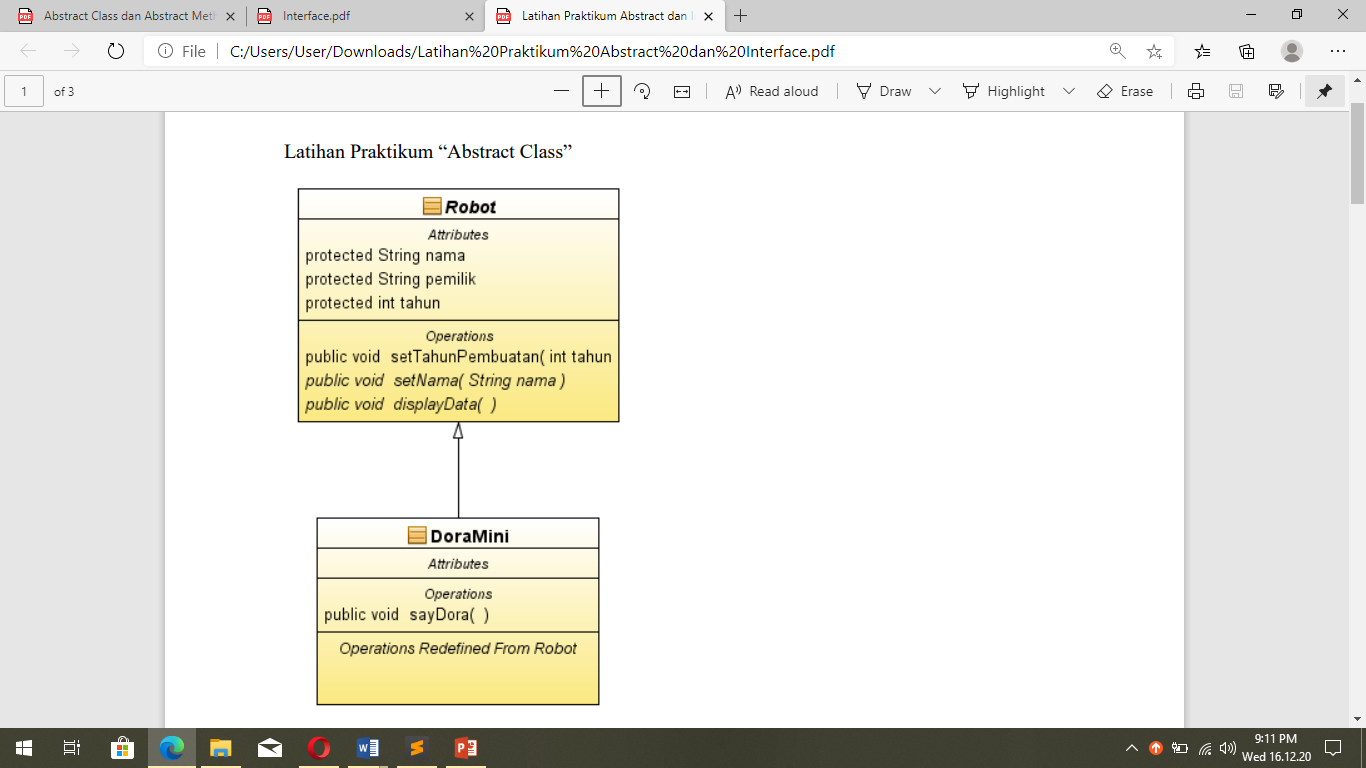 Abstract Class dan Abstract Met
Interface.pdf
Latihan Praktikum Abstract dan
File
C:/Users/User/Downloads/Latihan%20Praktikum%20Abstract%20dan%20Interface.pdf
1 of 3
Read aloud
Draw
Highlight
Erase
Latihan Praktikum “Abstract Class”
Robot
Attributes
protected String nama
protected String pemilik
protected int tahun
Operations
public void setTahunPembuatan( int tahun
public void setNama( String nama )
public void displayData( )
DoraMini
Attributes
Operations
public void sayDora( )
Operations Redefined From Robot
9:11 PM
Wed 16.12.20